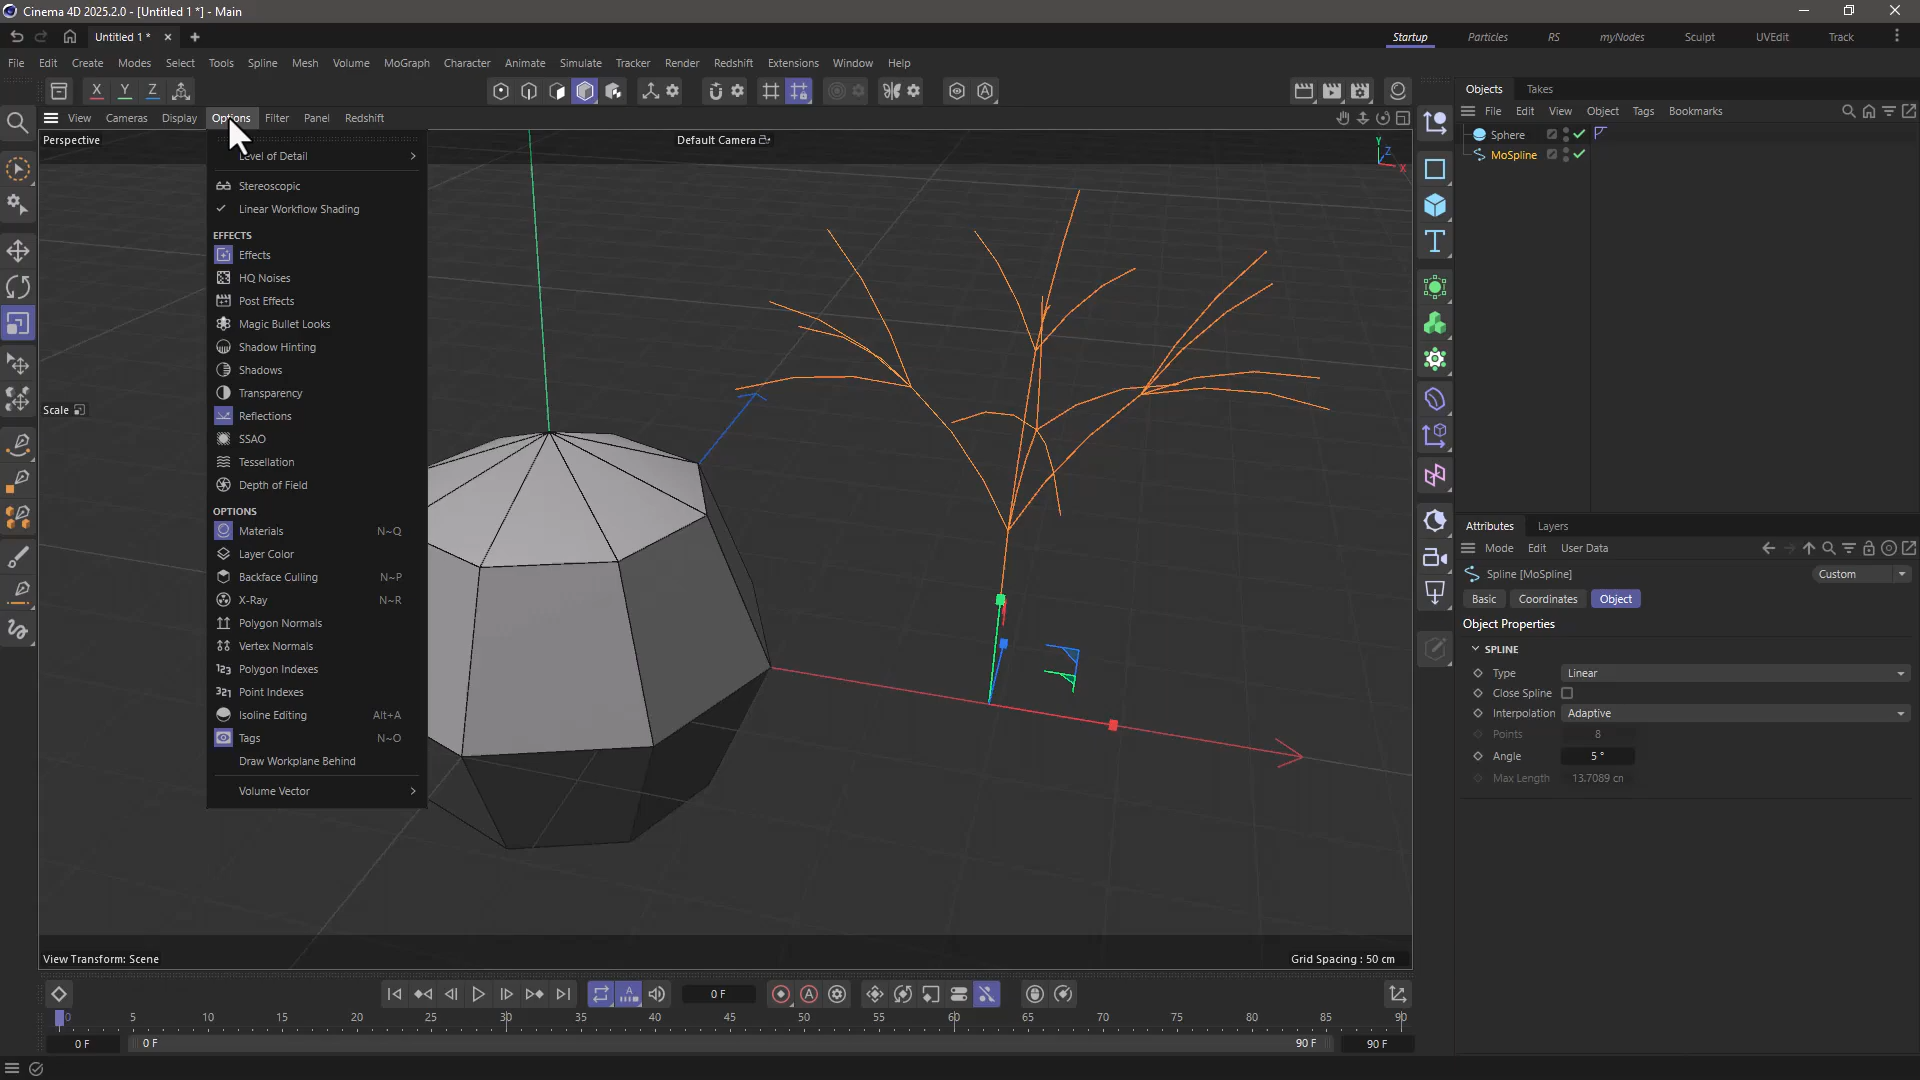 Cinema 4D 2025.2.0 - [Untitled 1 *] - Main
Untitled 1 *
Startup Particles RS myNodes Sculpt UVEdit Track
File Edit Create Modes Select Tools Spline Mesh Volume MoGraph Character Animate Simulate Tracker Render Redshift Extensions Window Help
X Y Z
View Cameras Display Options Filter Panel Redshift
Perspective
Default Camera
Y
Z
X
Level of Detail
Stereoscopic
Linear Workflow Shading
EFFECTS
Effects
HQ Noises
Post Effects
Magic Bullet Looks
Shadow Hinting
Shadows
Transparency
Reflections
SSAO
Tessellation
Depth of Field
OPTIONS
Materials N~Q
Layer Color
Backface Culling N~P
X-Ray N~R
Polygon Normals
Vertex Normals
Polygon Indexes
Point Indexes
Isoline Editing Alt+A
Tags N~O
Draw Workplane Behind
Volume Vector
Scale
View Transform: Scene
Grid Spacing : 50 cm
Objects Takes
File Edit View Object Tags Bookmarks
Sphere
MoSpline
Attributes Layers
Mode Edit User Data
Spline [MoSpline]
Custom
Basic Coordinates Object
Object Properties
SPLINE
Type Linear
Close Spline
Interpolation Adaptive
Points 8
Angle 5 °
Max Length 13.7089 cn
0 F
0 5 10 15 20 25 30 35 40 45 50 55 60 65 70 75 80 85 90
0 F 0 F 90 F 90 F